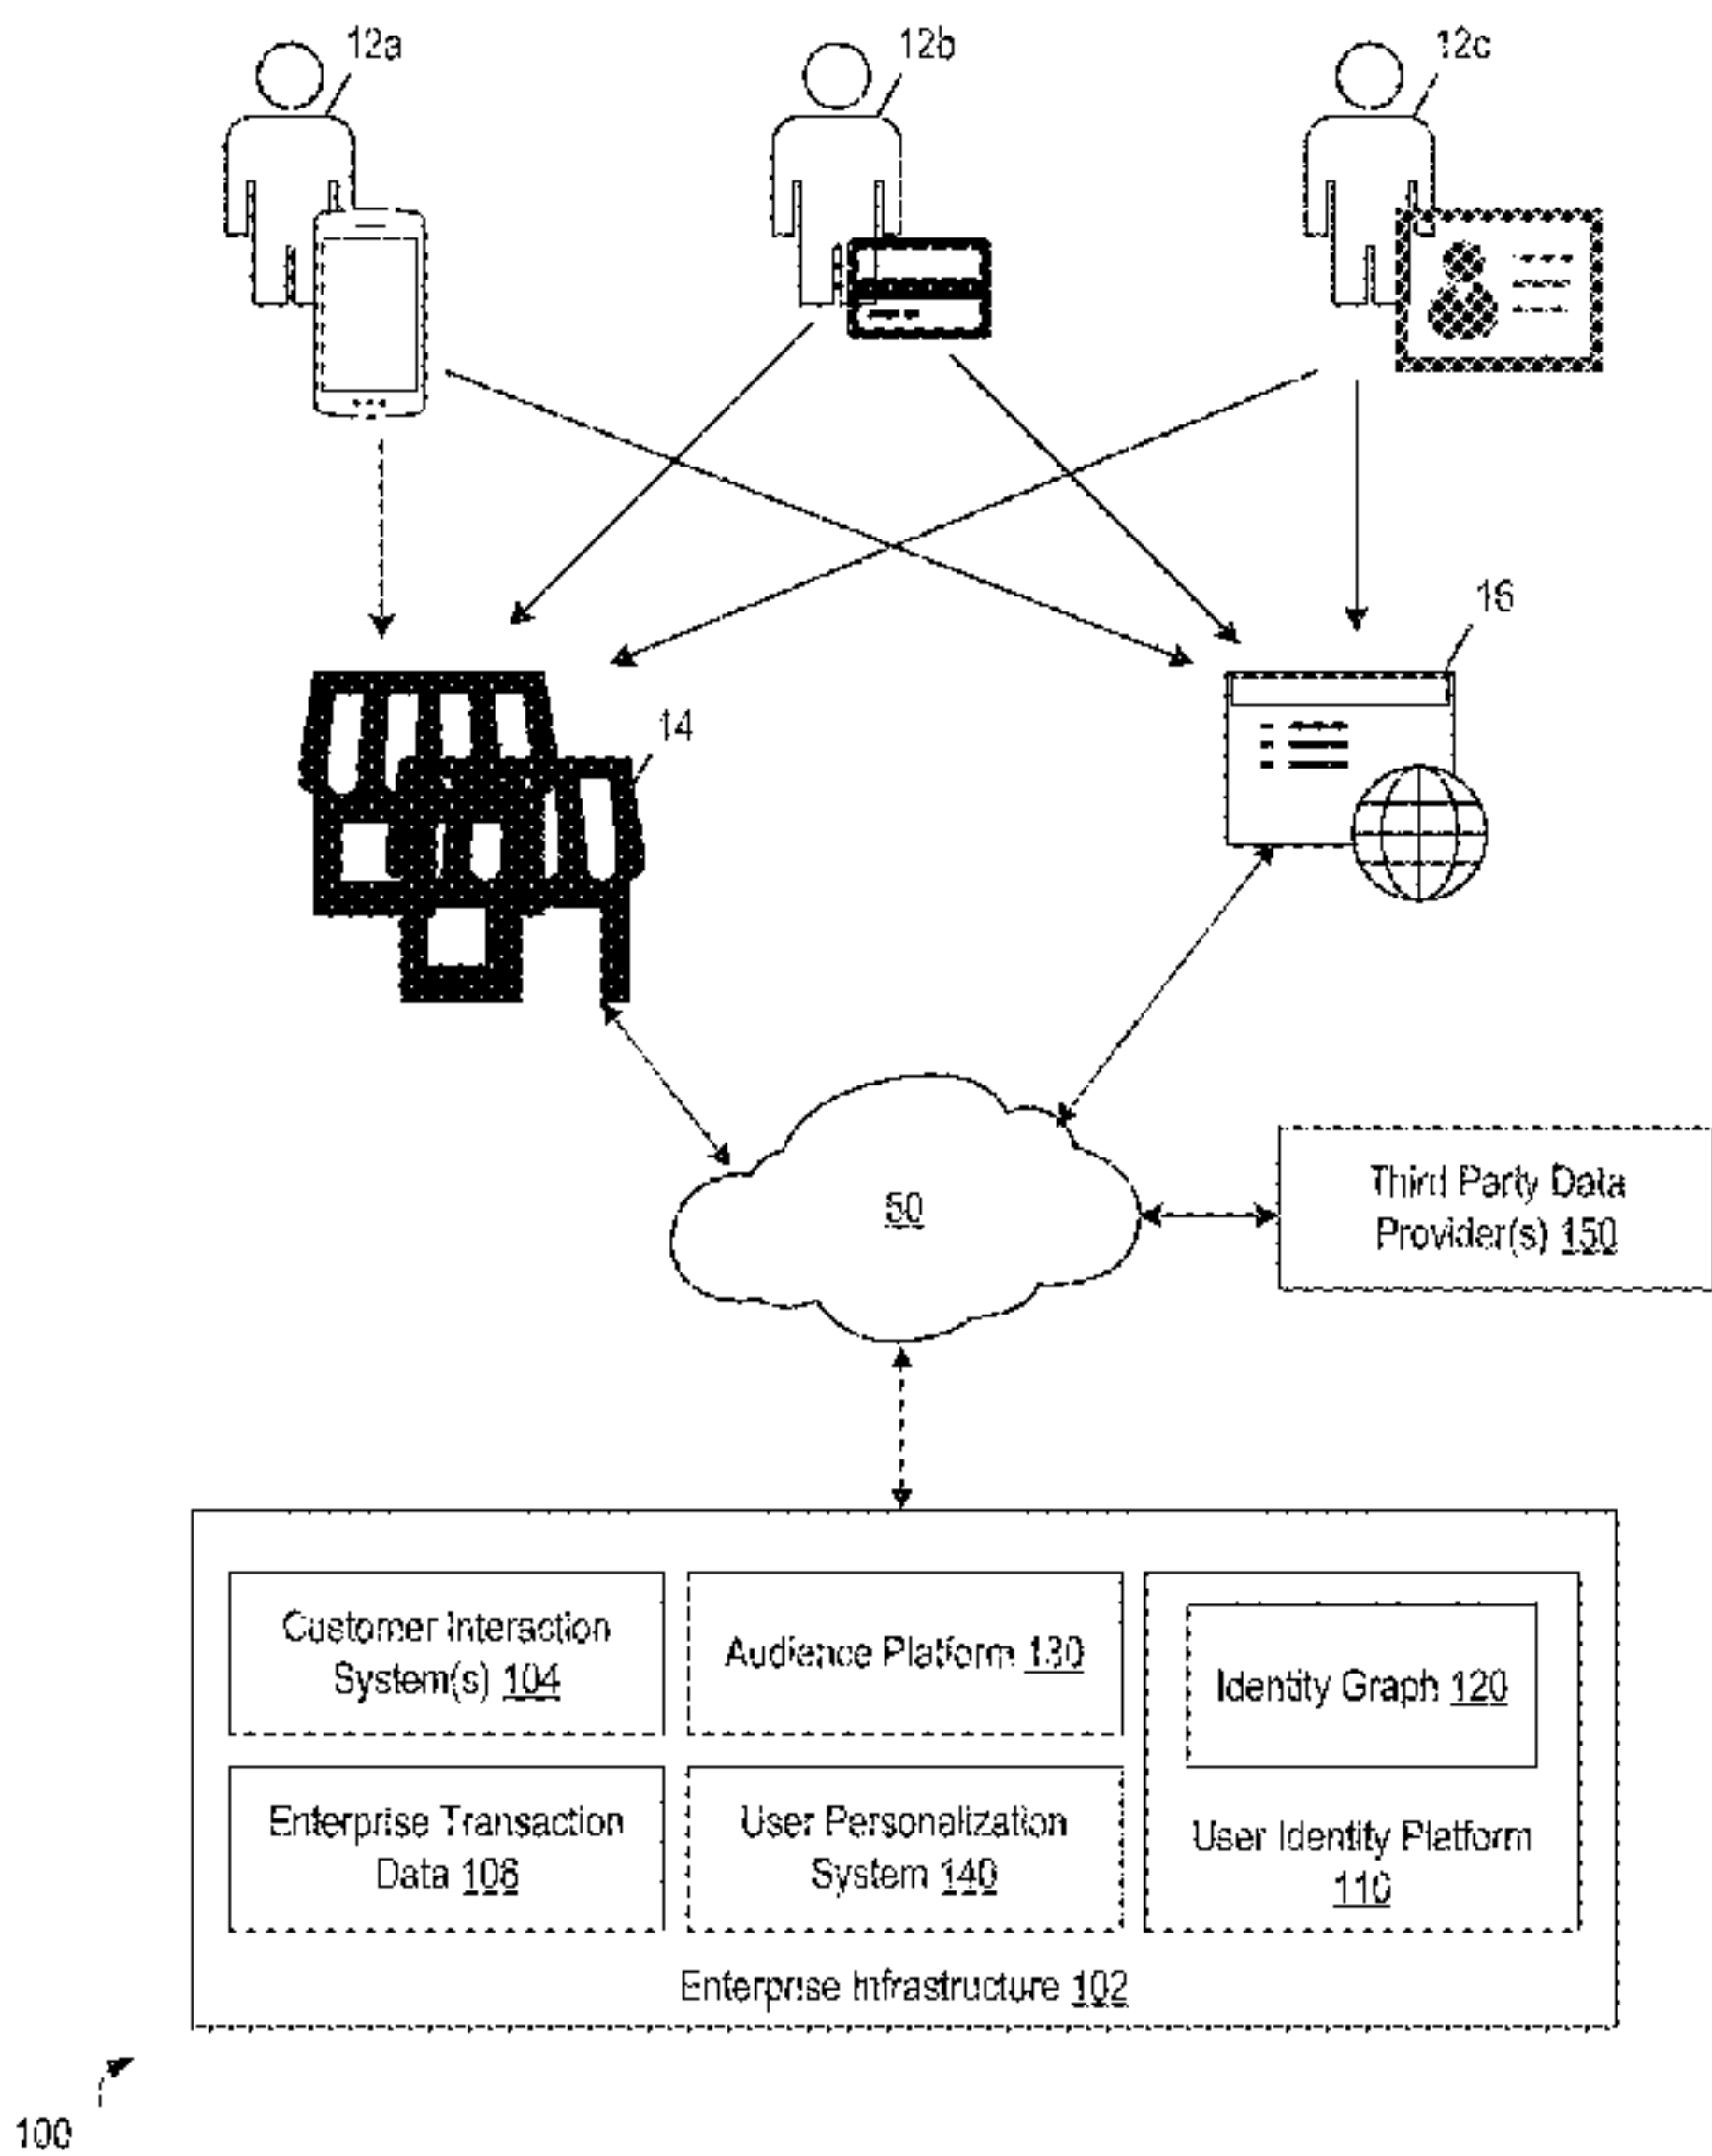 12a
12b
12c
16
14
50
Third Party Data
Provider(s) 150
Customer Interaction
System(s) 104
Audience Platform 130
Identity Graph 120
Enterprise Transaction
Data 106
User Personalization
System 140
User Identity Platform
110
Enterprise Infrastructure 102
100